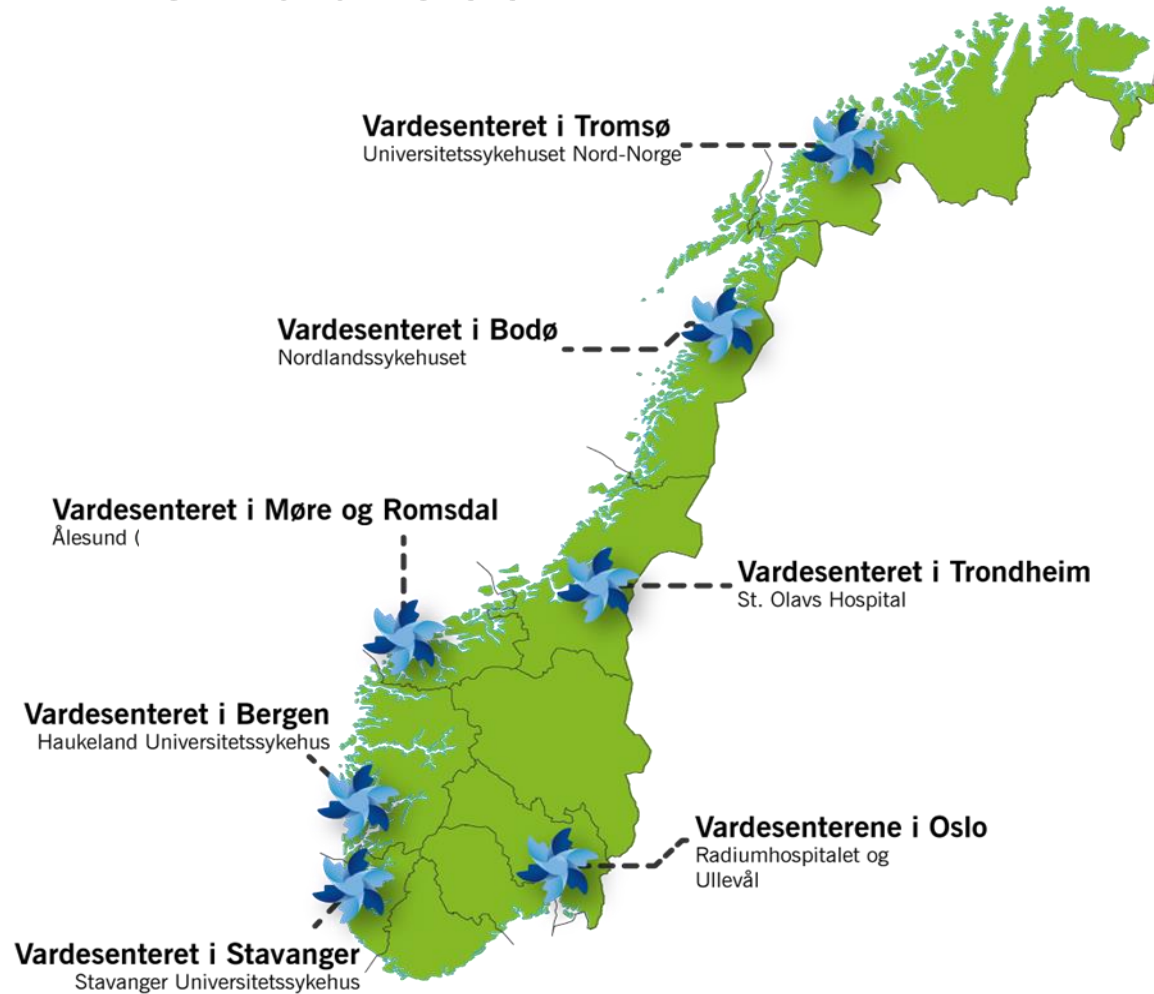 Vardesenteret i Tromsø
Universitetssykehuset Nord-Norge
Vardesenteret i Bodø
Nordlandssykehuset
Vardesenteret i Møre og Romsdal
Ålesund (
Vardesenteret i Trondheim
St. Olavs Hospital
Vardesenteret i Bergen
Haukeland Universitetssykehus
Vardesenterene i Oslo
Radiumhospitalet og
Ullevål
Vardesenteret i Stavanger
Stavanger Universitetssykehus